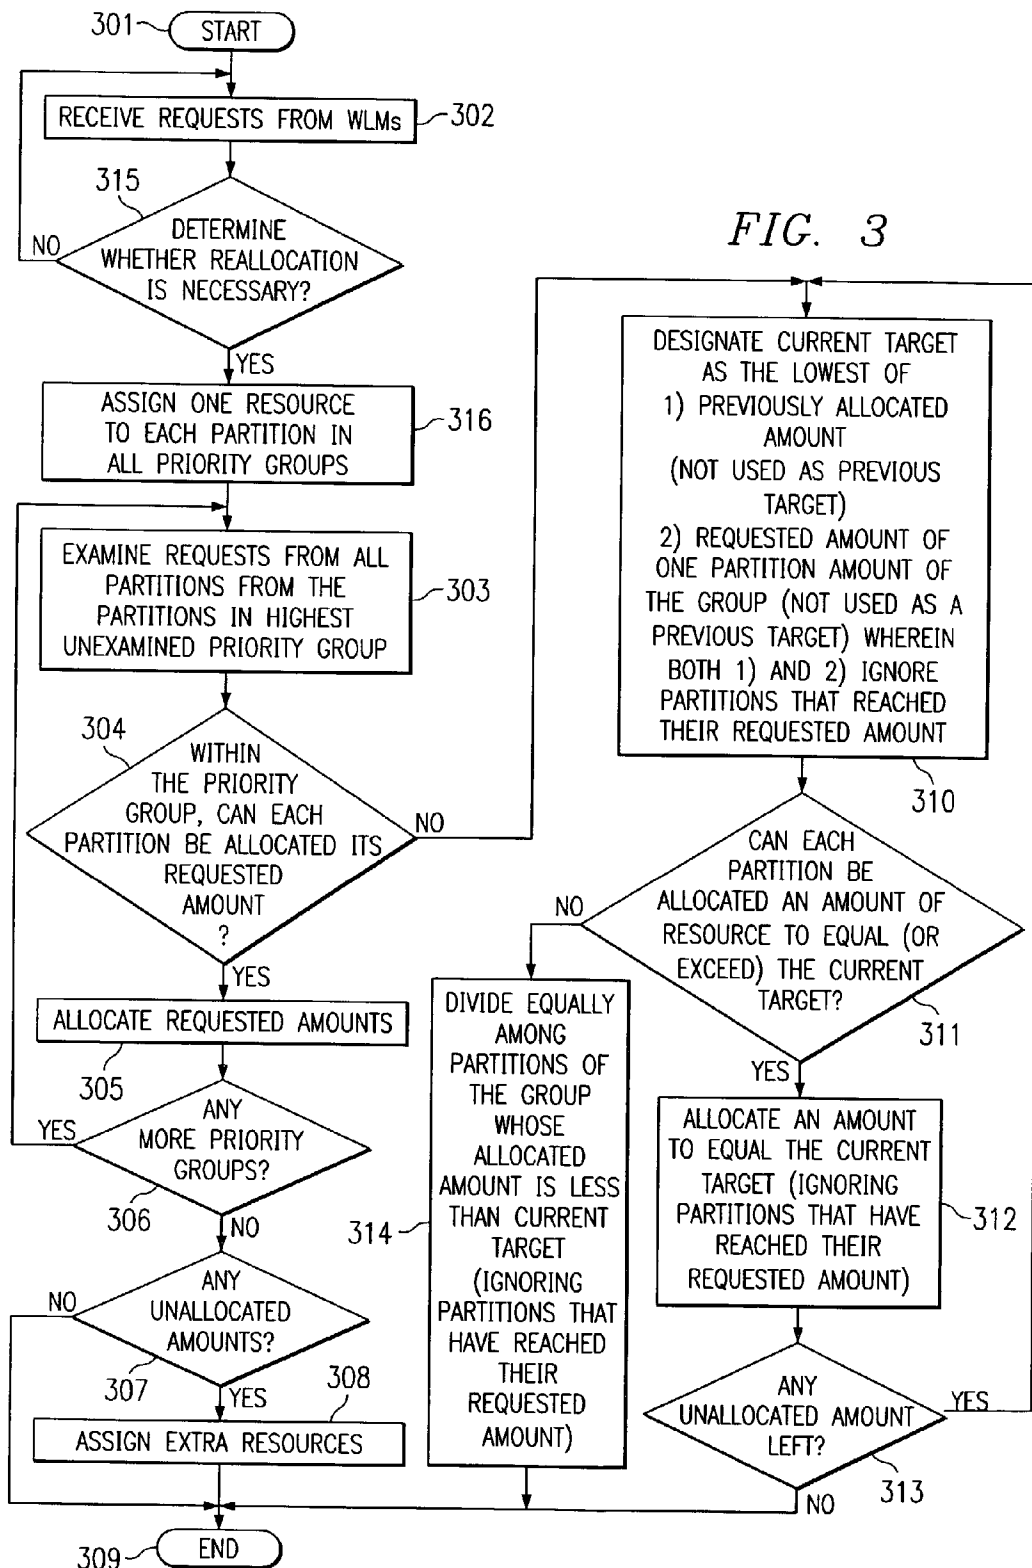 301
START
RECEIVE REQUESTS FROM WLMs
302
315
DETERMINE
WHETHER REALLOCATION
IS NECESSARY?
NO
YES
ASSIGN ONE RESOURCE
TO EACH PARTITION IN
ALL PRIORITY GROUPS
316
EXAMINE REQUESTS FROM ALL
PARTITIONS FROM THE
PARTITIONS IN HIGHEST
UNEXAMINED PRIORITY GROUP
303
304
WITHIN
THE PRIORITY
GROUP, CAN EACH
PARTITION BE ALLOCATED ITS
REQUESTED
AMOUNT
?
NO
YES
ALLOCATE REQUESTED AMOUNTS
305
ANY
MORE PRIORITY
GROUPS?
YES
306
NO
ANY
UNALLOCATED
AMOUNTS?
NO
307
YES
308
ASSIGN EXTRA RESOURCES
END
309
FIG. 3
DESIGNATE CURRENT TARGET
AS THE LOWEST OF
1) PREVIOUSLY ALLOCATED
AMOUNT
(NOT USED AS PREVIOUS
TARGET)
2) REQUESTED AMOUNT OF
ONE PARTITION AMOUNT OF
THE GROUP (NOT USED AS A
PREVIOUS TARGET) WHEREIN
BOTH 1) AND 2) IGNORE
PARTITIONS THAT REACHED
THEIR REQUESTED AMOUNT
310
CAN EACH
PARTITION BE
ALLOCATED AN AMOUNT OF
RESOURCE TO EQUAL (OR
EXCEED) THE CURRENT
TARGET?
NO
311
YES
DIVIDE EQUALLY
AMONG
PARTITIONS OF
THE GROUP
WHOSE
ALLOCATED
AMOUNT IS LESS
THAN CURRENT
TARGET
(IGNORING
PARTITIONS THAT
HAVE REACHED
THEIR
REQUESTED
AMOUNT)
314
ALLOCATE AN AMOUNT
TO EQUAL THE CURRENT
TARGET (IGNORING
PARTITIONS THAT HAVE
REACHED THEIR
REQUESTED AMOUNT)
312
ANY
UNALLOCATED AMOUNT
LEFT?
YES
313
NO